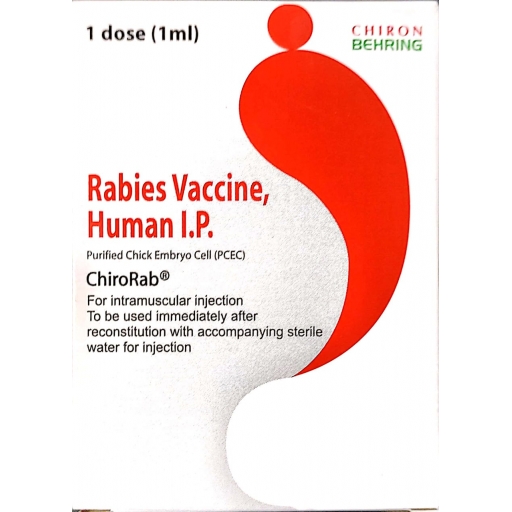 1 dose (1ml)
CHIRON
BEHRING
Rabies Vaccine,
Human I.P.
Purified Chick Embryo Cell (PCEC)
ChiroRab®
For intramuscular injection
To be used immediately after
reconstitution with accompanying sterile
water for injection